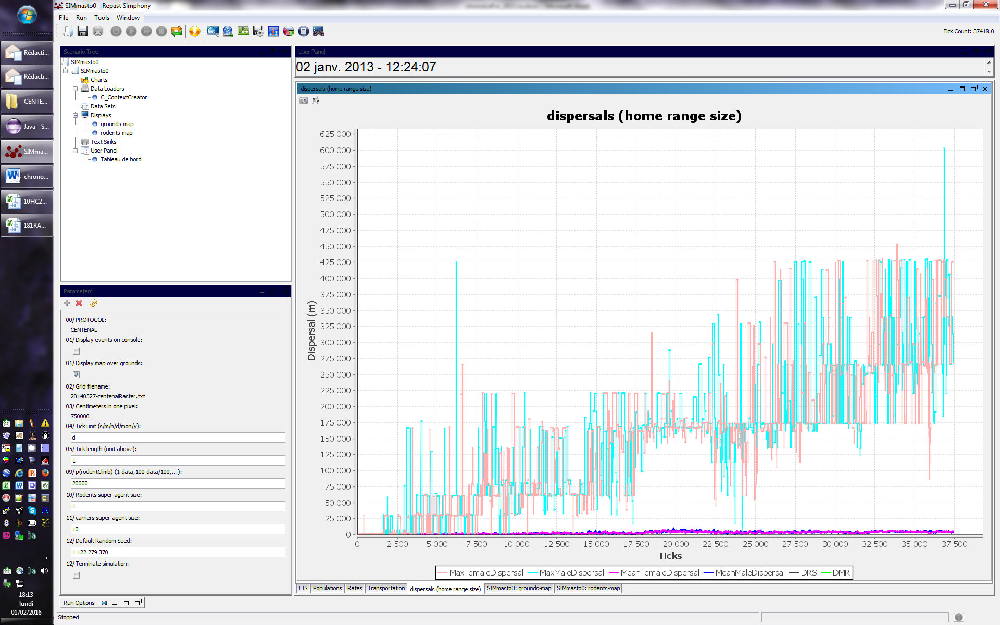 SIMmasto0 - Repast Simphony
File Run Tools Window
Tick Count: 37418.0
Rédacti...
Rédacti...
CENTE...
Java - S...
SIMma...
chrono...
10HC2...
181RA...
18:13
lundi
01/02/2016
Scenario Tree
SIMmasto0
SIMmasto0
Charts
Data Loaders
C_ContextCreator
Data Sets
Displays
grounds-map
rodents-map
Text Sinks
User Panel
Tableau de bord
Parameters
00/ PROTOCOL:
CENTENAL
01/ Display events on console:
01/ Display map over grounds:
02/ Grid filename:
20140527-centenalRaster.txt
03/ Centimeters in one pixel:
750000
04/ Tick unit (s/m/h/d/mon/y):
d
05/ Tick length (unit above):
1
09/ p(rodentClimb) (1-data,100-data/100,...):
20000
10/ Rodents super-agent size:
1
11/ carriers super-agent size:
10
12/ Default Random Seed:
1 122 279 370
12/ Terminate simulation:
Run Options
Stopped
User Panel
02 janv. 2013 - 12:24:07
dispersals (home range size)
dispersals (home range size)
Dispersal (m)
625 000
600 000
575 000
550 000
525 000
500 000
475 000
450 000
425 000
400 000
375 000
350 000
325 000
300 000
275 000
250 000
225 000
200 000
175 000
150 000
125 000
100 000
75 000
50 000
25 000
0
0 2 500 5 000 7 500 10 000 12 500 15 000 17 500 20 000 22 500 25 000 27 500 30 000 32 500 35 000 37 500
Ticks
MaxFemaleDispersal MaxMaleDispersal MeanFemaleDispersal MeanMaleDispersal DRS DMR
FIS Populations Rates Transportation dispersals (home range size) SIMmasto0: grounds-map SIMmasto0: rodents-map